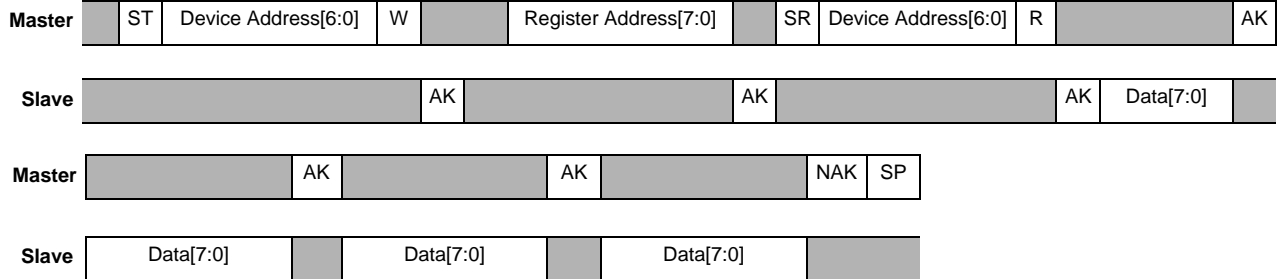 Master ST Device Address[6:0] W Register Address[7:0] SR Device Address[6:0] R AK
Slave AK AK AK Data[7:0]
Master AK AK NAK SP
Slave Data[7:0] Data[7:0] Data[7:0]